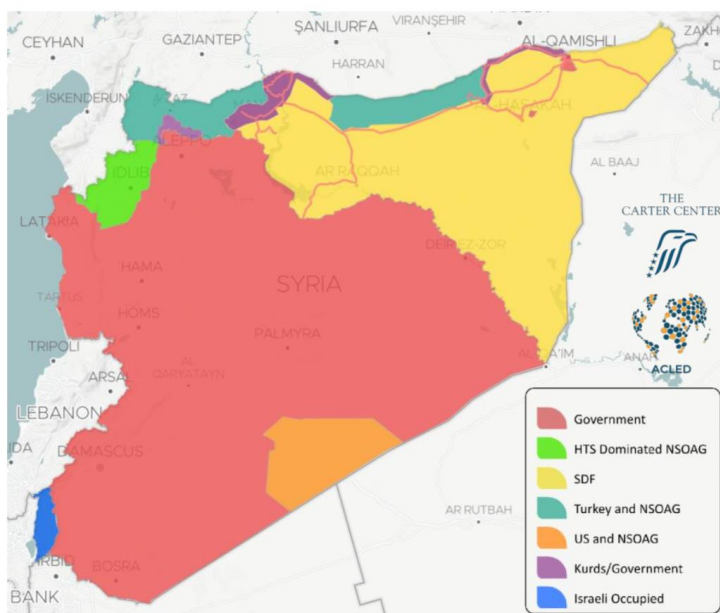 CEYHAN
GAZIANTEP
ŞANLIURFA
VIRANŞEHIR
HARRAN
AL-QAMISHLI
ZAKHO
İSKENDERUN
AL-HASAKAH
ALEPPO
IDLIB
AR RAQQAH
AL BAAJ
LATAKIA
DEIR EZ-ZOR
HAMA
SYRIA
TARTUS
HOMS
PALMYRA
TRIPOLI
AL
QARYATAYN
ARSAL
LEBANON
DAMASCUS
AR RUTBAH
BOSRA
BANK
THE
CARTER CENTER
ACLED
Government
HTS Dominated NSOAG
SDF
Turkey and NSOAG
US and NSOAG
Kurds/Government
Israeli Occupied